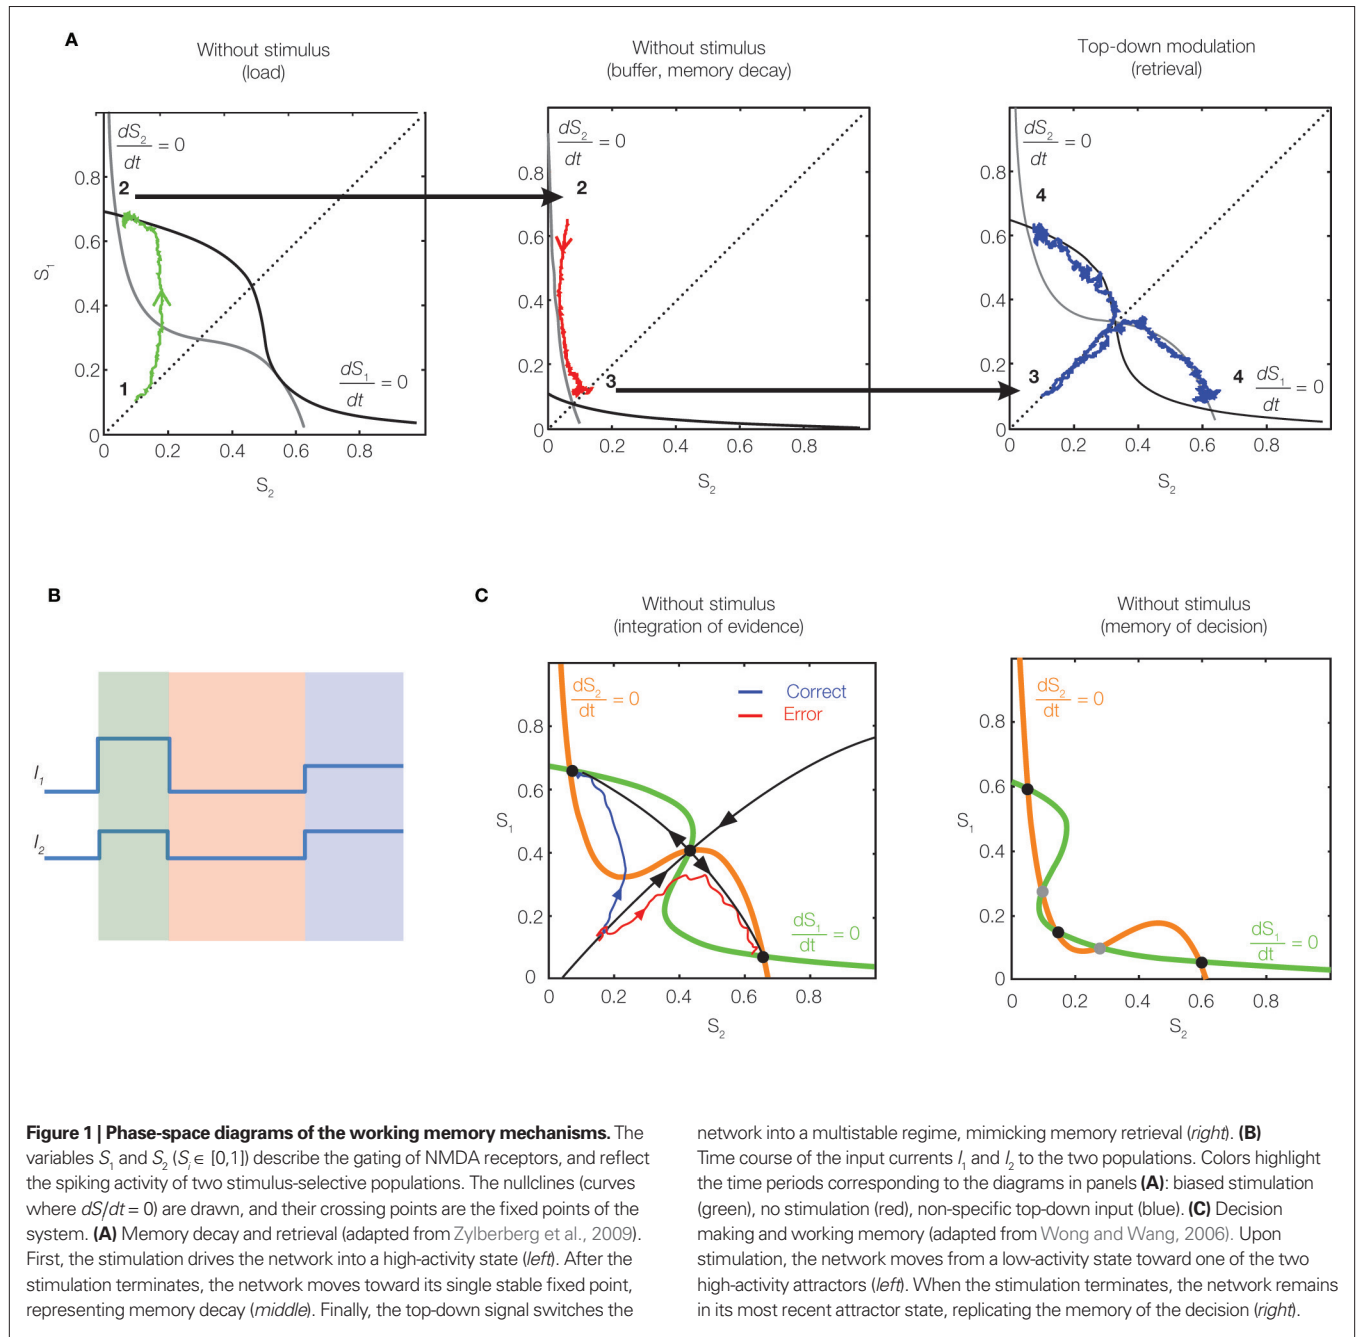 A
Without stimulus
(load)
dS2
dt = 0
0.8
2
0.6
S1
0.4
0.2
1
dS1
dt = 0
0
0 0.2 0.4 0.6 0.8
S2
Without stimulus
(buffer, memory decay)
dS2
dt = 0
0.8
2
0.6
0.4
0.2
3
0
0 0.2 0.4 0.6 0.8
S2
Top-down modulation
(retrieval)
dS2
dt = 0
0.8
4
0.6
0.4
0.2
3
4
dS1
dt = 0
0
0 0.2 0.4 0.6 0.8
S2
B
I1
I2
C
Without stimulus
(integration of evidence)
dS2
dt = 0
Correct
Error
0.8
0.6
S1
0.4
0.2
dS1
dt = 0
0
0 0.2 0.4 0.6 0.8
S2
Without stimulus
(memory of decision)
dS2
dt = 0
0.8
0.6
S1
0.4
0.2
dS1
dt = 0
0
0 0.2 0.4 0.6 0.8
S2
Figure 1 | Phase-space diagrams of the working memory mechanisms. The
variables S1 and S2 (Si ∈ [0,1]) describe the gating of NMDA receptors, and reflect
the spiking activity of two stimulus-selective populations. The nullclines (curves
where dS/dt = 0) are drawn, and their crossing points are the fixed points of the
system. (A) Memory decay and retrieval (adapted from Zylberberg et al., 2009).
First, the stimulation drives the network into a high-activity state (left). After the
stimulation terminates, the network moves toward its single stable fixed point,
representing memory decay (middle). Finally, the top-down signal switches the
network into a multistable regime, mimicking memory retrieval (right). (B)
Time course of the input currents I1 and I2 to the two populations. Colors highlight
the time periods corresponding to the diagrams in panels (A): biased stimulation
(green), no stimulation (red), non-specific top-down input (blue). (C) Decision
making and working memory (adapted from Wong and Wang, 2006). Upon
stimulation, the network moves from a low-activity state toward one of the two
high-activity attractors (left). When the stimulation terminates, the network remains
in its most recent attractor state, replicating the memory of the decision (right).